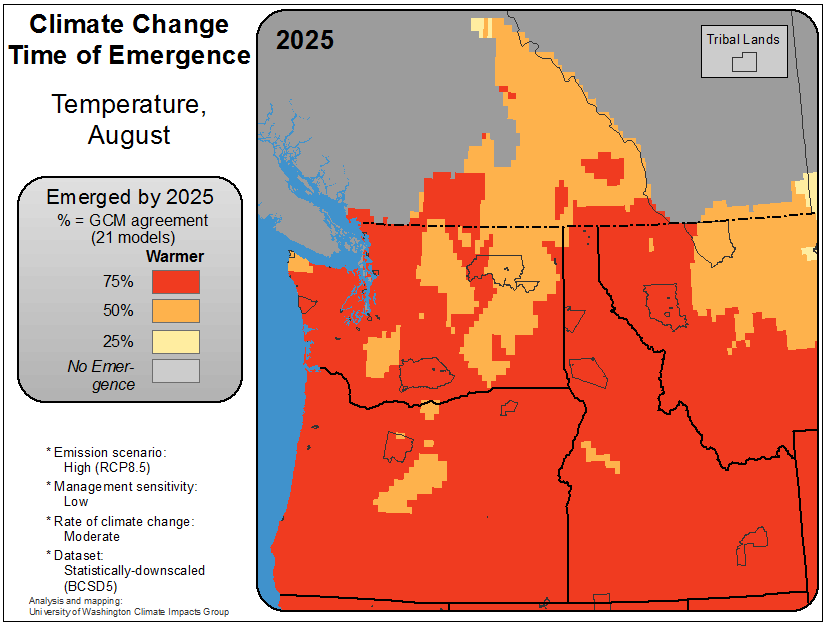 Climate Change
Time of Emergence
Temperature,
August
Emerged by 2025
% = GCM agreement
(21 models)
Warmer
75%
50%
25%
No Emer-
gence
* Emission scenario:
High (RCP8.5)
* Management sensitivity:
Low
* Rate of climate change:
Moderate
* Dataset:
Statistically-downscaled
(BCSD5)
Analysis and mapping:
University of Washington Climate Impacts Group
2025
Tribal Lands